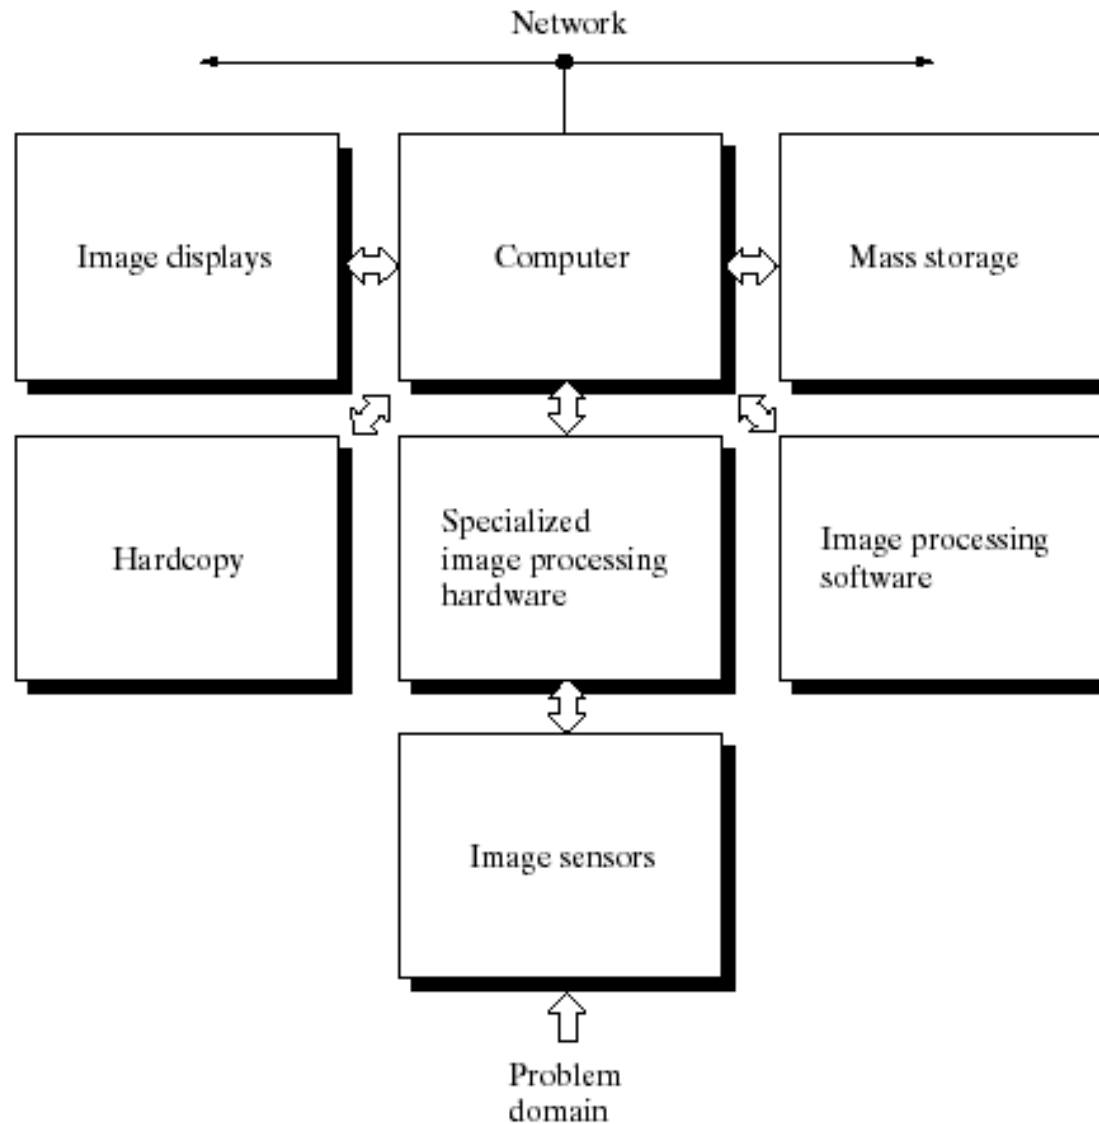 Network
Image displays
Computer
Mass storage
Hardcopy
Specialized
image processing
hardware
Image processing
software
Image sensors
Problem
domain